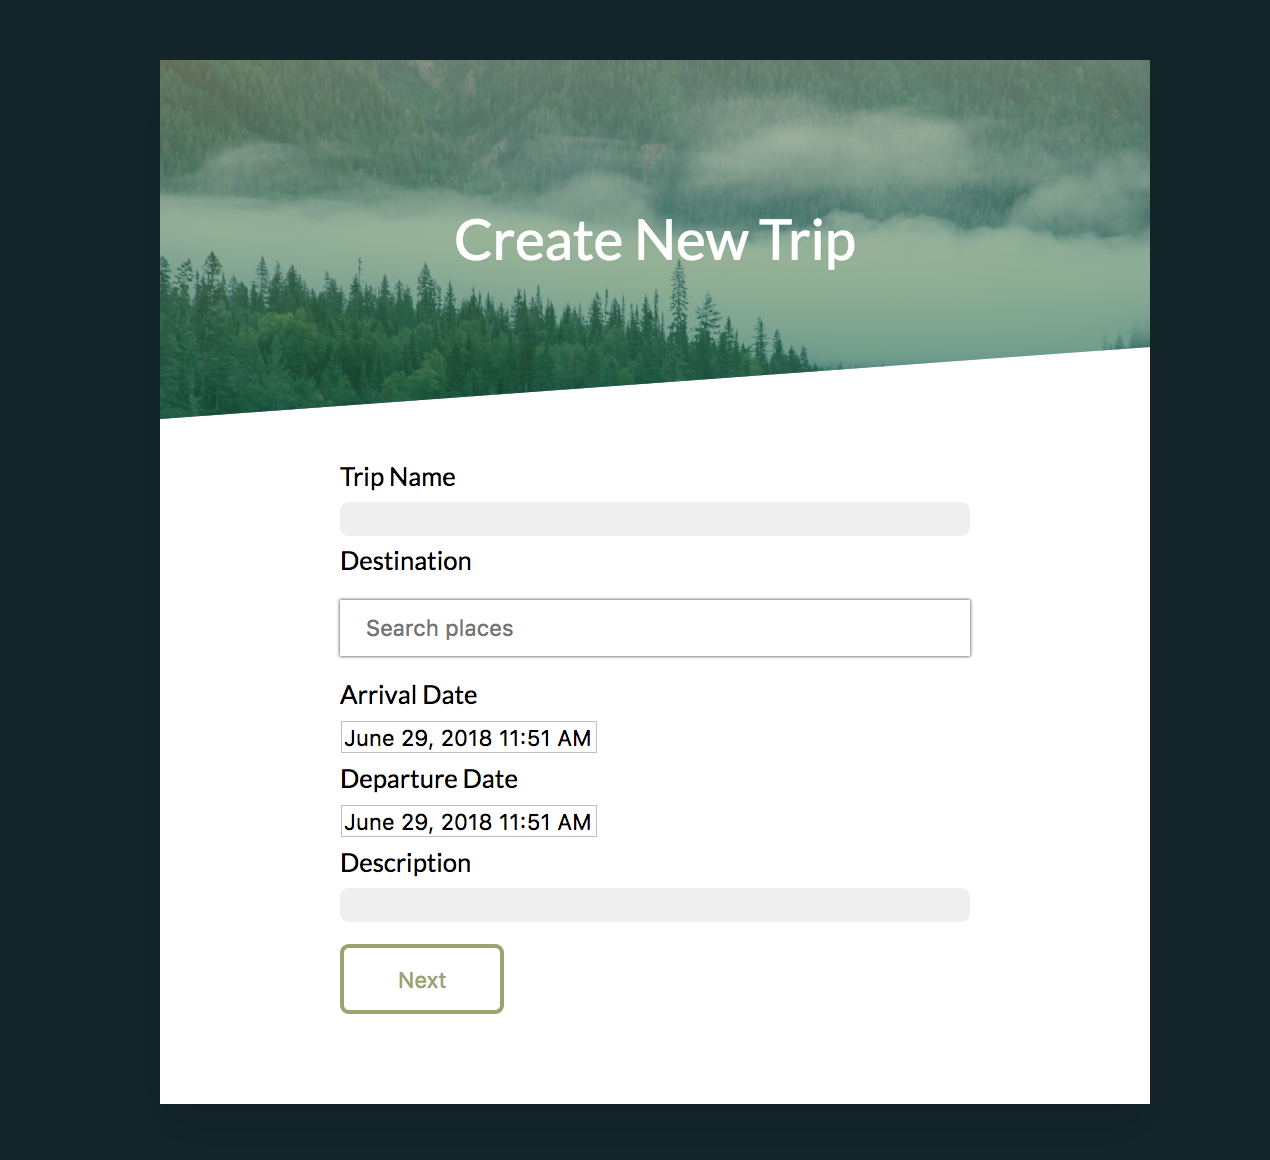 Create New Trip
Trip Name
Destination
Search places
Arrival Date
June 29, 2018 11:51 AM
Departure Date
June 29, 2018 11:51 AM
Description
Next